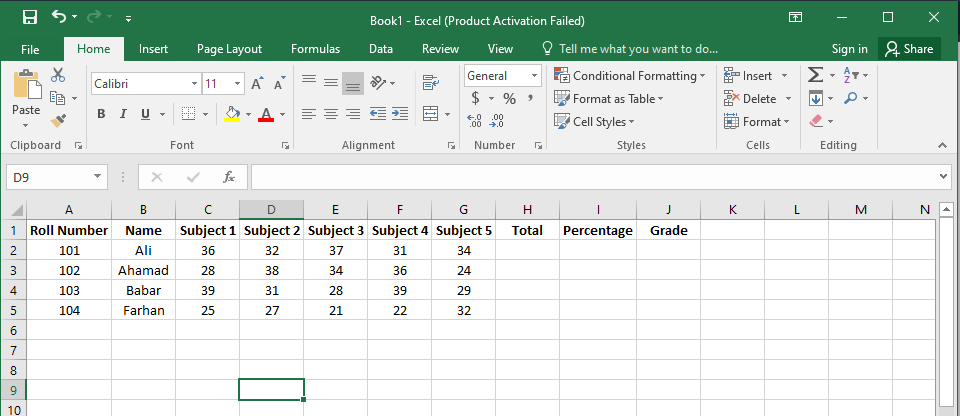 Book1 - Excel (Product Activation Failed)
File Home Insert Page Layout Formulas Data Review View Tell me what you want to do... Sign in Share
Calibri 11 General Conditional Formatting Insert
Paste B I U A $ % , Format as Table Delete
Cell Styles Format
Clipboard Font Alignment Number Styles Cells Editing
D9 fx
A B C D E F G H I J K L M N
1 Roll Number Name Subject 1 Subject 2 Subject 3 Subject 4 Subject 5 Total Percentage Grade
2 101 Ali 36 32 37 31 34
3 102 Ahamad 28 38 34 36 24
4 103 Babar 39 31 28 39 29
5 104 Farhan 25 27 21 22 32
6
7
8
9
10